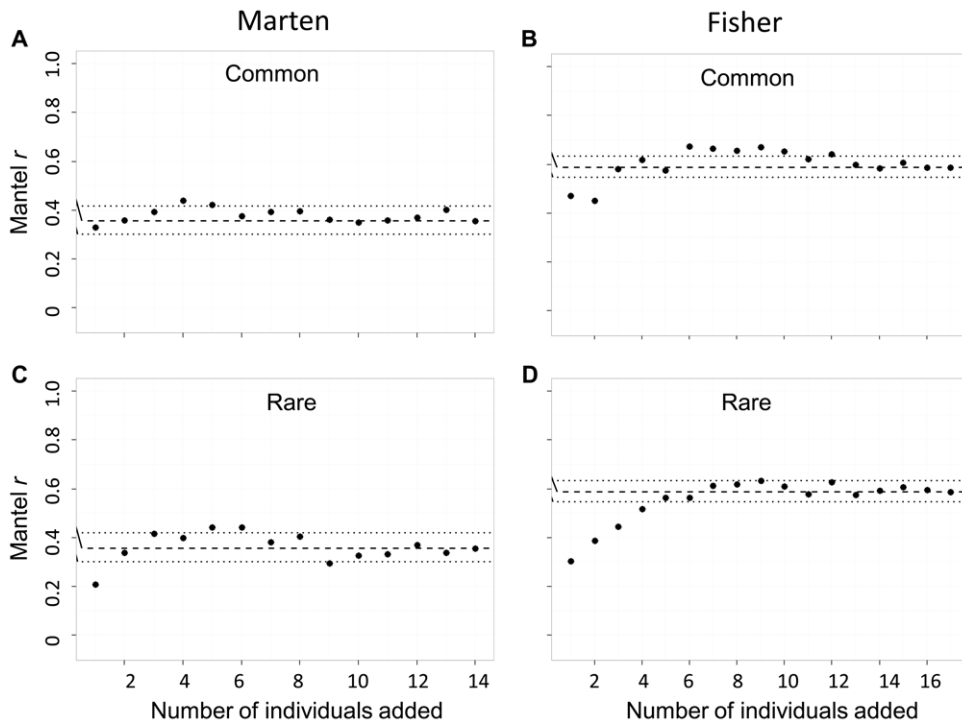 Marten
Fisher
A
B
Common
Common
Mantel r
1.0
0.8
0.6
0.4
0.2
0
C
D
Rare
Rare
Mantel r
1.0
0.8
0.6
0.4
0.2
0
2 4 6 8 10 12 14
2 4 6 8 10 12 14 16
Number of individuals added
Number of individuals added